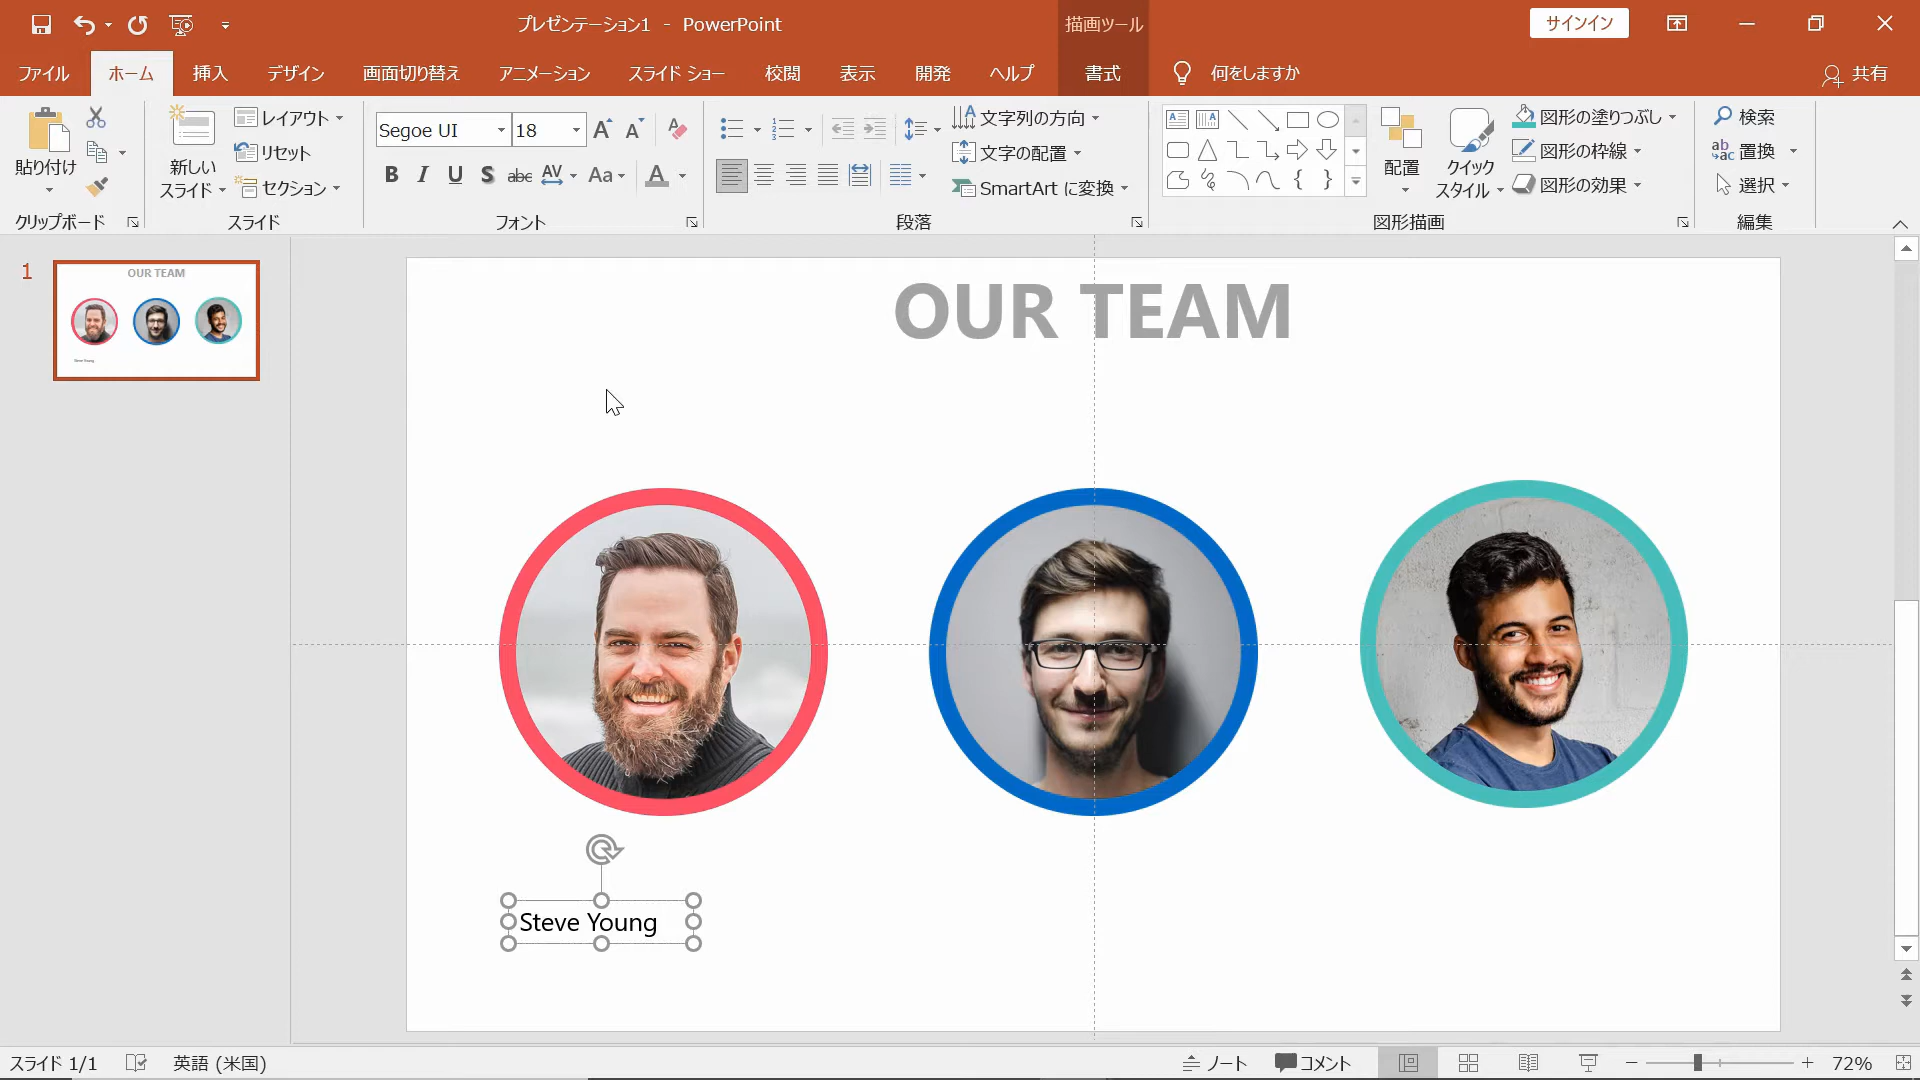 プレゼンテーション1 - PowerPoint
描画ツール
サインイン
ファイル
ホーム
挿入
デザイン
画面切り替え
アニメーション
スライド ショー
校閲
表示
開発
ヘルプ
書式
何をしますか
共有
貼り付け
クリップボード
新しい
スライド
レイアウト
リセット
セクション
スライド
Segoe UI
18
B I U S abc AV Aa A
フォント
文字列の方向
文字の配置
SmartArt に変換
段落
配置
クイック
スタイル
図形の塗りつぶし
図形の枠線
図形の効果
図形描画
検索
置換
選択
編集
1
OUR TEAM
Steve Young
OUR TEAM
Steve Young
スライド 1/1
英語 (米国)
ノート
コメント
72%